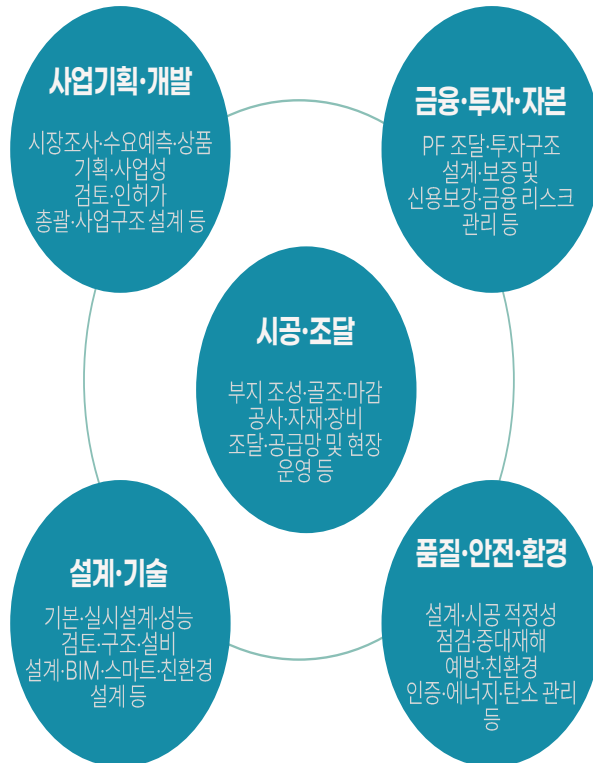 사업기획·개발
시장조사·수요예측·상품
기획·사업성
검토·인허가
총괄·사업구조 설계 등
금융·투자·자본
PF 조달·투자구조
설계·보증 및
신용보강·금융 리스크
관리 등
시공·조달
부지 조성·골조·마감
공사·자재·장비
조달·공급망 및 현장
운영 등
설계·기술
기본·실시설계·성능
검토·구조·설비
설계·BIM·스마트·친환경
설계 등
품질·안전·환경
설계·시공 적정성
점검·중대재해
예방·친환경
인증·에너지·탄소 관리
등